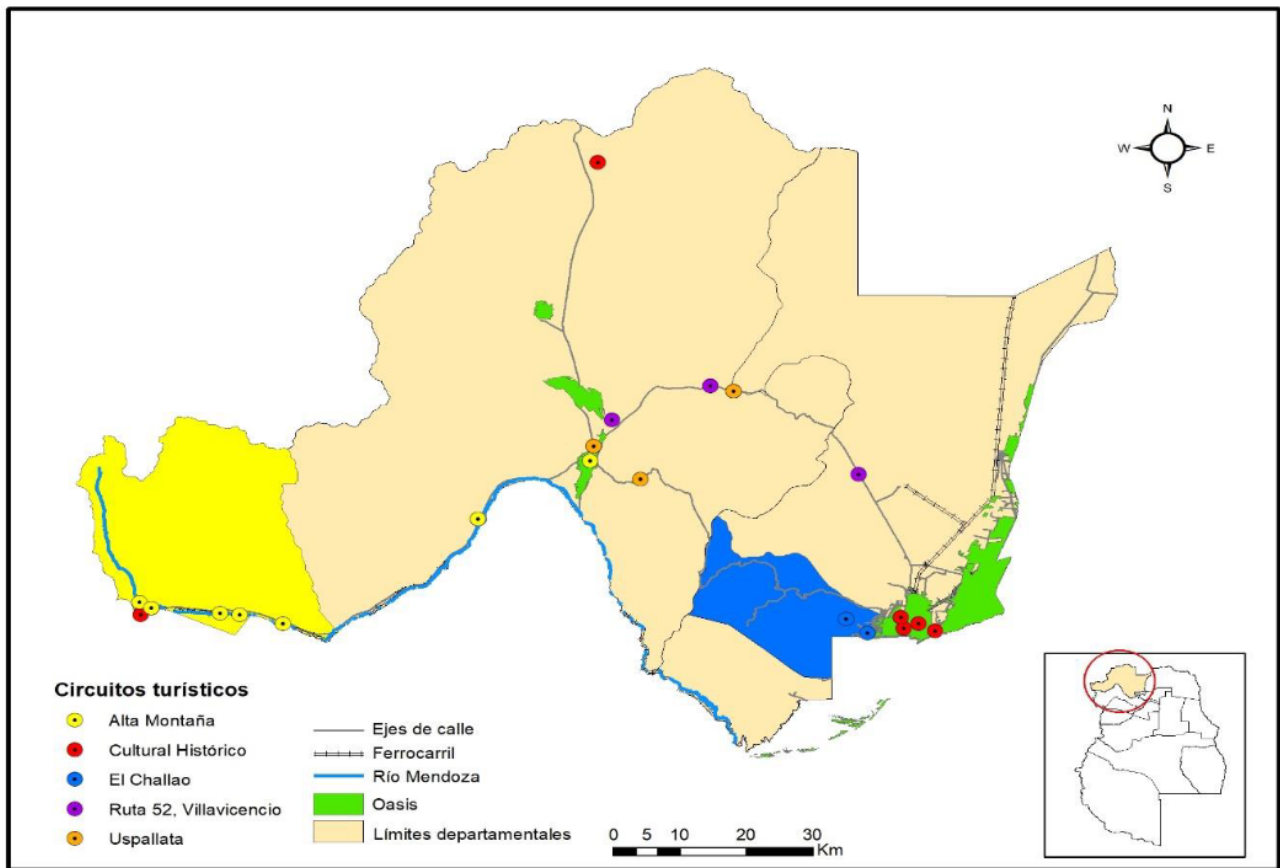 N
W E
S
Circuitos turísticos
Alta Montaña
Cultural Histórico
El Challao
Ruta 52, Villavicencio
Uspallata
Ejes de calle
Ferrocarril
Río Mendoza
Oasis
Límites departamentales
0 5 10 20 30
Km